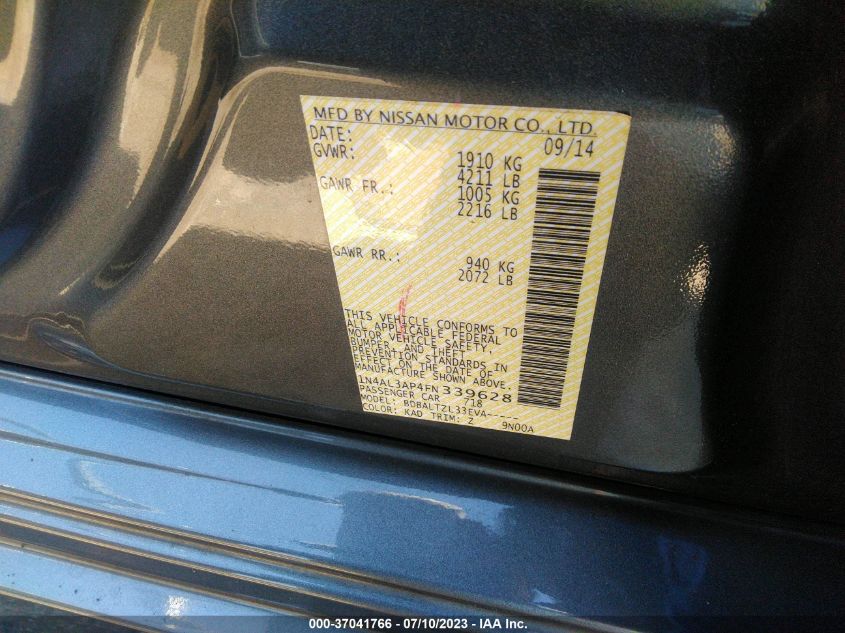 MFD BY NISSAN MOTOR CO., LTD.
DATE: 09/14
GVWR: 1910 KG
4211 LB
GAWR FR.: 1005 KG
2216 LB
GAWR RR.: 940 KG
2072 LB
THIS VEHICLE CONFORMS TO
ALL APPLICABLE FEDERAL
MOTOR VEHICLE SAFETY,
BUMPER, AND THEFT
PREVENTION STANDARDS IN
EFFECT ON THE DATE OF
MANUFACTURE SHOWN ABOVE.
1N4AL3AP4FN339628
PASSENGER CAR 718
MODEL: BDBALTZL33EVA-----
COLOR: KAD TRIM: Z 9N00A
000-37041766 / 07/10/2023 - IAA Inc.